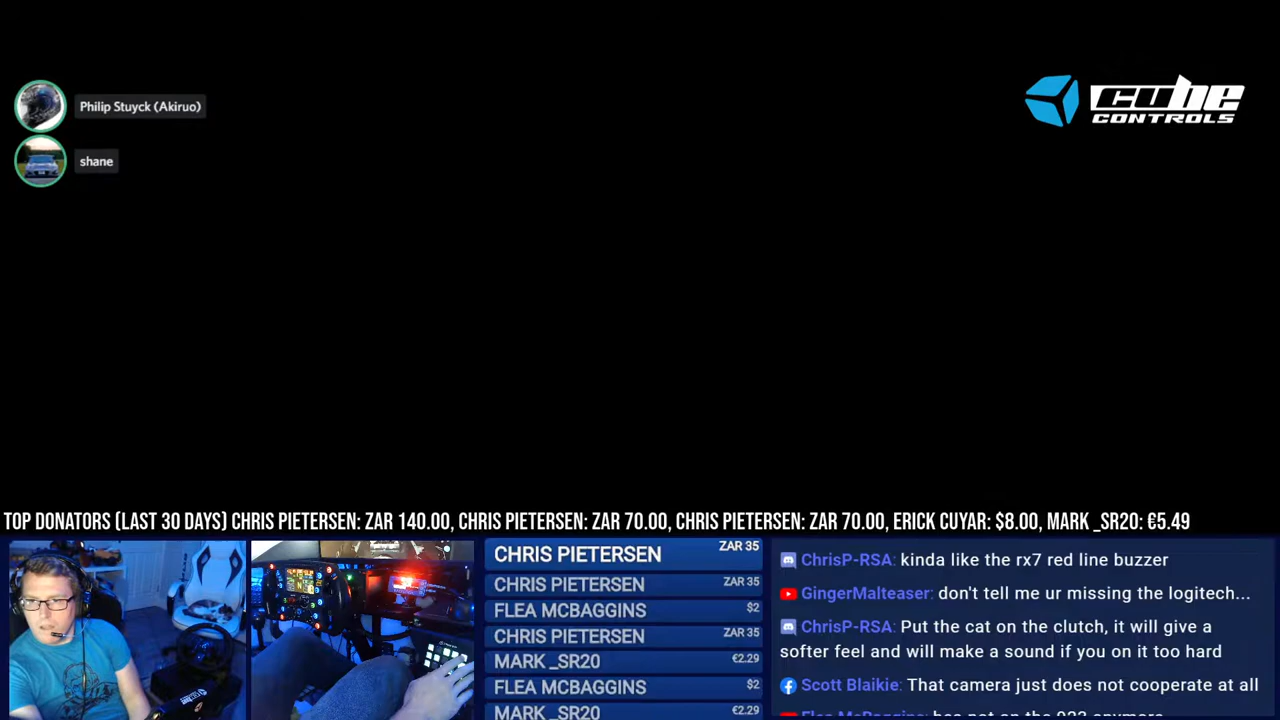 Philip Stuyck (Akiruo)
shane
cube
CONTROLS
TOP DONATORS (LAST 30 DAYS) CHRIS PIETERSEN: ZAR 140.00, CHRIS PIETERSEN: ZAR 70.00, CHRIS PIETERSEN: ZAR 70.00, ERICK CUYAR: $8.00, MARK _SR20: €5.49
CHRIS PIETERSEN ZAR 35
CHRIS PIETERSEN ZAR 35
FLEA MCBAGGINS $2
CHRIS PIETERSEN ZAR 35
MARK _SR20 €2.29
FLEA MCBAGGINS $2
MARK _SR20 €2.29
ChrisP-RSA: kinda like the rx7 red line buzzer
GingerMalteaser: don't tell me ur missing the logitech...
ChrisP-RSA: Put the cat on the clutch, it will give a
softer feel and will make a sound if you on it too hard
Scott Blaikie: That camera just does not cooperate at all